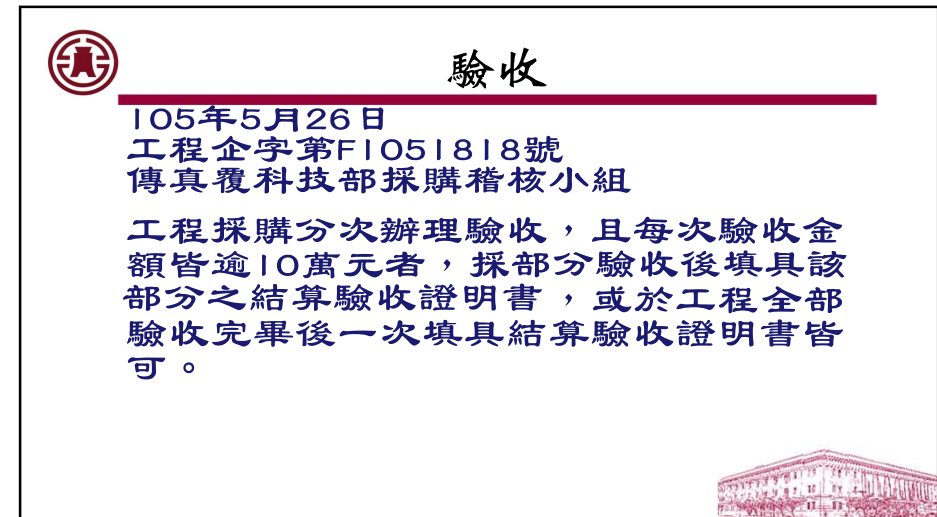 驗收
105年5月26日
工程企字第F1051818號
傳真覆科技部採購稽核小組
工程採購分次辦理驗收，且每次驗收金
額皆逾10萬元者，採部分驗收後填具該
部分之結算驗收證明書，或於工程全部
驗收完畢後一次填具結算驗收證明書皆
可。